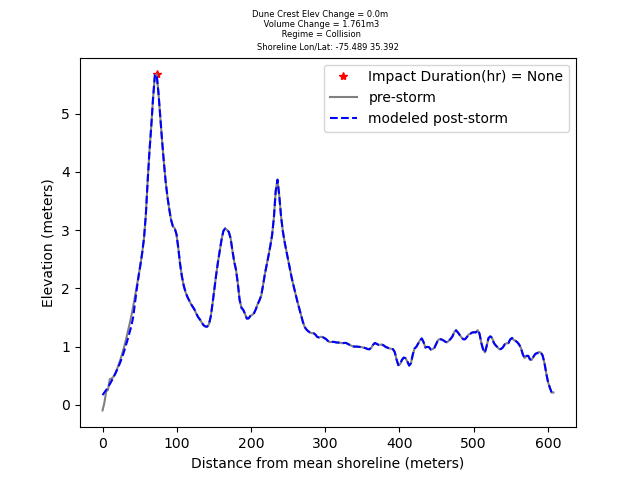 Dune Crest Elev Change = 0.0m
Volume Change = 1.761m3
Regime = Collision
Shoreline Lon/Lat: -75.489 35.392
Impact Duration(hr) = None
pre-storm
modeled post-storm
5
4
3
2
1
0
Elevation (meters)
0 100 200 300 400 500 600
Distance from mean shoreline (meters)